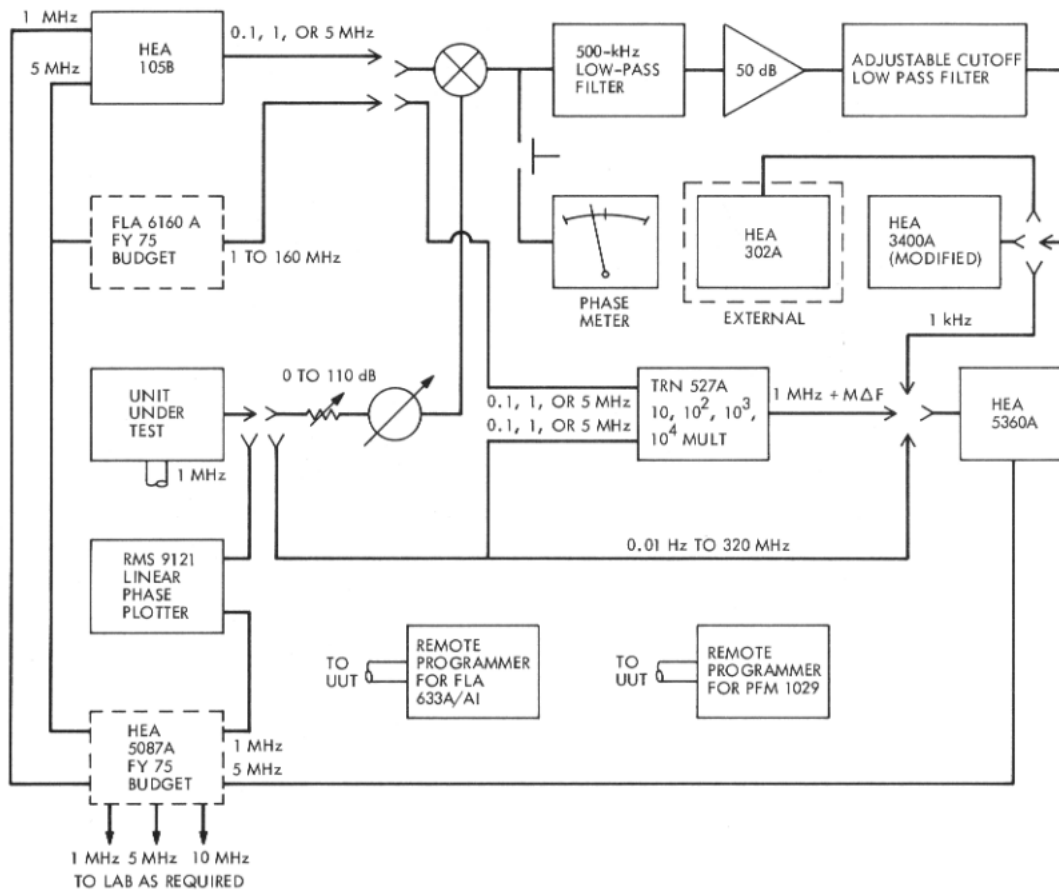 1 MHz
5 MHz
HEA
105B
0.1, 1, OR 5 MHz
500-kHz
LOW-PASS
FILTER
50 dB
ADJUSTABLE CUTOFF
LOW PASS FILTER
FLA 6160 A
FY 75
BUDGET
1 TO 160 MHz
PHASE
METER
HEA
302A
EXTERNAL
HEA
3400A
(MODIFIED)
1 kHz
UNIT
UNDER
TEST
1 MHz
0 TO 110 dB
0.1, 1, OR 5 MHz
0.1, 1, OR 5 MHz
TRN 527A
10, 10², 10³,
10⁴ MULT
1 MHz + MΔF
HEA
5360A
0.01 Hz TO 320 MHz
RMS 9121
LINEAR
PHASE
PLOTTER
TO
UUT
REMOTE
PROGRAMMER
FOR FLA
633A/A1
TO
UUT
REMOTE
PROGRAMMER
FOR PFM 1029
HEA
5087A
FY 75
BUDGET
1 MHz
5 MHz
1 MHz 5 MHz 10 MHz
TO LAB AS REQUIRED